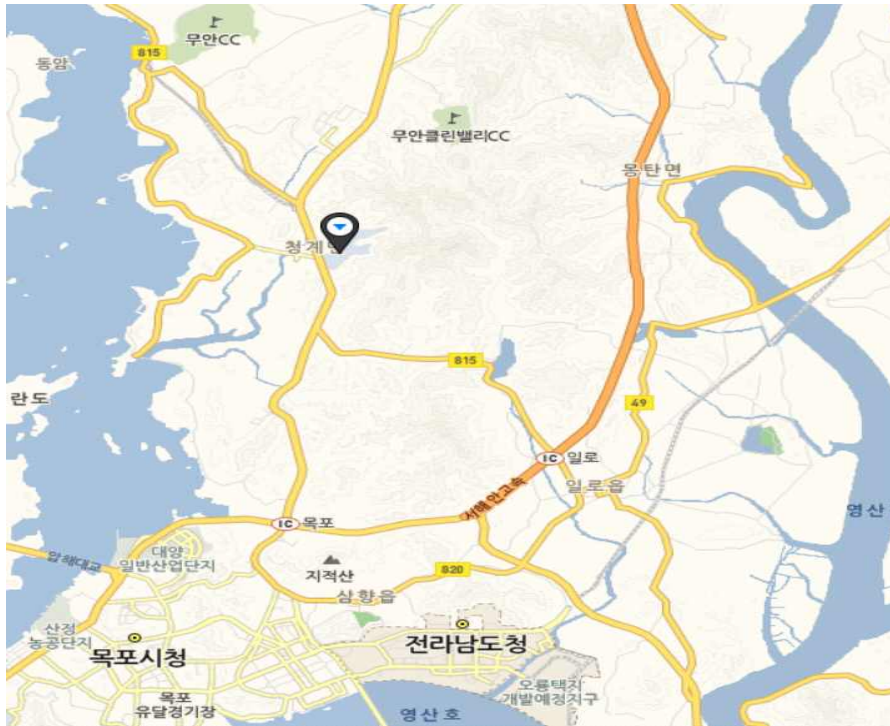 무안CC
815
동암
무안클린밸리CC
몽탄면
청계면
815
란도
49
IC 일로
서해안고속
일로읍
영산
IC 목포
압해대교
대양
일반산업단지
지적산
820
삼향읍
산정
농공단지
목포시청
전라남도청
목포
유달경기장
오룡택지
개발예정지구
영산호